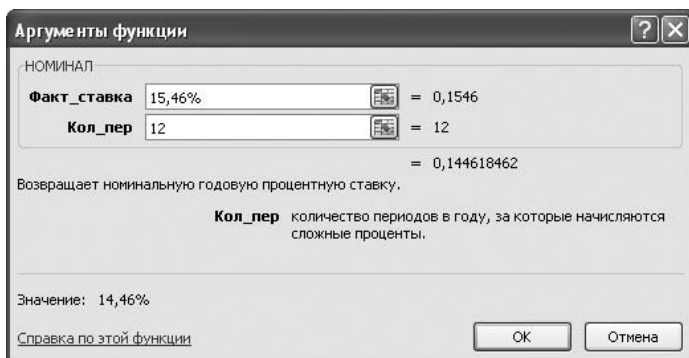 Аргументы функции
НОМИНАЛ
Факт_ставка 15,46% = 0,1546
Кол_пер 12 = 12
= 0,144618462
Возвращает номинальную годовую процентную ставку.
Кол_пер количество периодов в году, за которые начисляются
сложные проценты.
Значение: 14,46%
Справка по этой функции OK Отмена